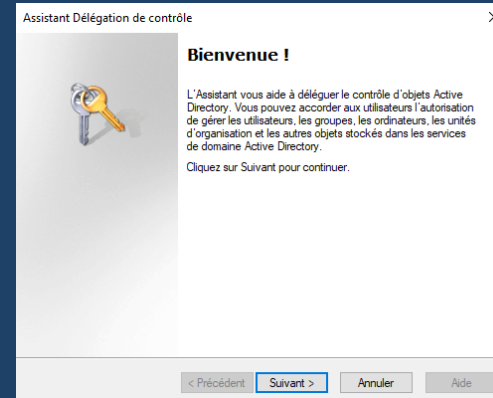 Assistant Délégation de contrôle
Bienvenue !
L'Assistant vous aide à déléguer le contrôle d'objets Active
Directory. Vous pouvez accorder aux utilisateurs l'autorisation
de gérer les utilisateurs, les groupes, les ordinateurs, les unités
d'organisation et les autres objets stockés dans les services
de domaine Active Directory.
Cliquez sur Suivant pour continuer.
< Précédent
Suivant >
Annuler
Aide